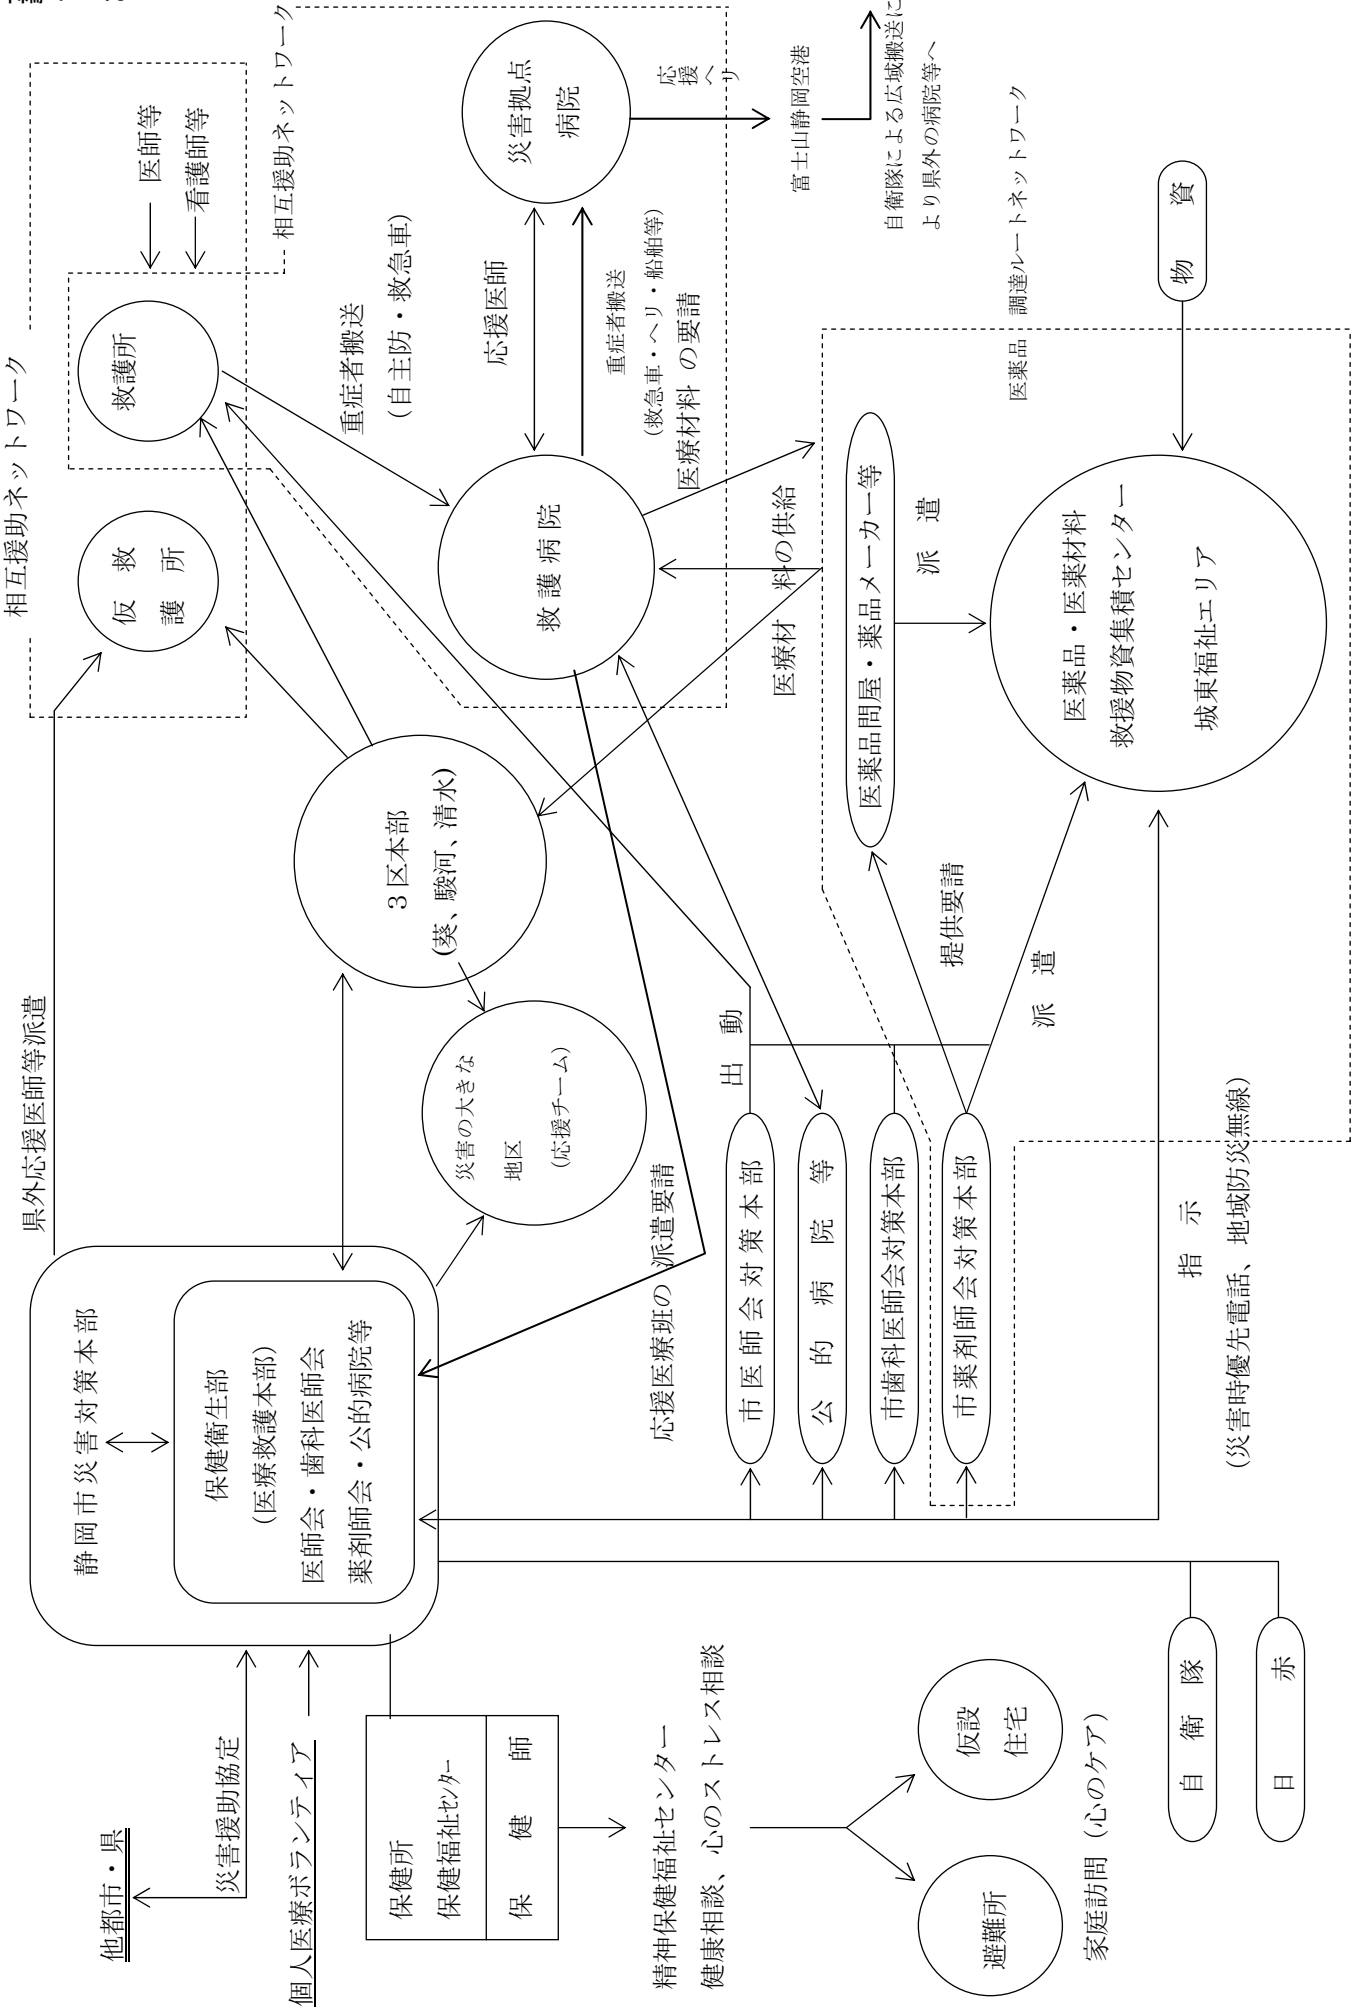 他都市・県
災害援助協定
個人医療ボランティア
静岡市災害対策本部
保健衛生部
(医療救護本部)
医師会・歯科医師会
薬剤師会・公的病院等
県外応援医師等派遣
相互援助ネットワーク
仮 救
護 所
救護所
医師等
看護師等
相互援助ネットワーク
3区本部
(葵、駿河、清水)
災害の大きな
地区
(応援チーム)
重症者搬送
(自主防・救急車)
救護病院
応援医師
重症者搬送
(救急車・ヘリ・船舶等)
医療材料 の要請
災害拠点
病院
応援
ヘリ
富士山静岡空港
自衛隊による広域搬送に
より県外の病院等へ
保健所
保健福祉センター
保 健 師
精神保健福祉センター
健康相談、心のストレス相談
避難所
仮設
住宅
家庭訪問 (心のケア)
応援医療班の 派遣要請
市医師会対策本部
公 的 病 院 等
市歯科医師会対策本部
市薬剤師会対策本部
出 動
医療材 料の供給
提供要請
派 遣
医薬品問屋・薬品メーカー等
派 遣
医薬品 調達ルートネットワーク
医薬品・医薬材料
救援物資集積センター
城東福祉エリア
物 資
指 示
(災害時優先電話、地域防災無線)
自 衛 隊
日 赤